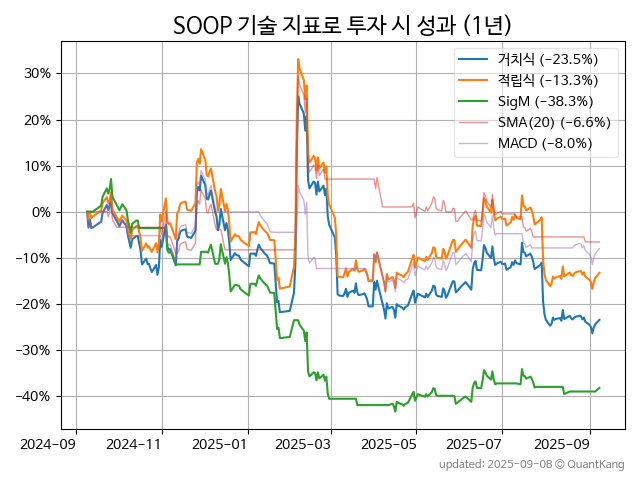 SOOP 기술 지표로 투자 시 성과 (1년)
거치식 (−23.5%)
적립식 (−13.3%)
SigM (−38.3%)
SMA(20) (−6.6%)
MACD (−8.0%)
30%
20%
10%
0%
−10%
−20%
−30%
−40%
2024-09
2024-11
2025-01
2025-03
2025-05
2025-07
2025-09
updated: 2025-09-08 © QuantKang